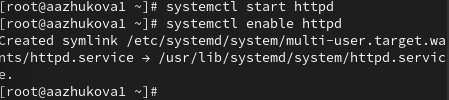 [root@aazhukova1 ~]# systemctl start httpd
[root@aazhukova1 ~]# systemctl enable httpd
Created symlink /etc/systemd/system/multi-user.target.wa
nts/httpd.service → /usr/lib/systemd/system/httpd.servic
e.
[root@aazhukova1 ~]#